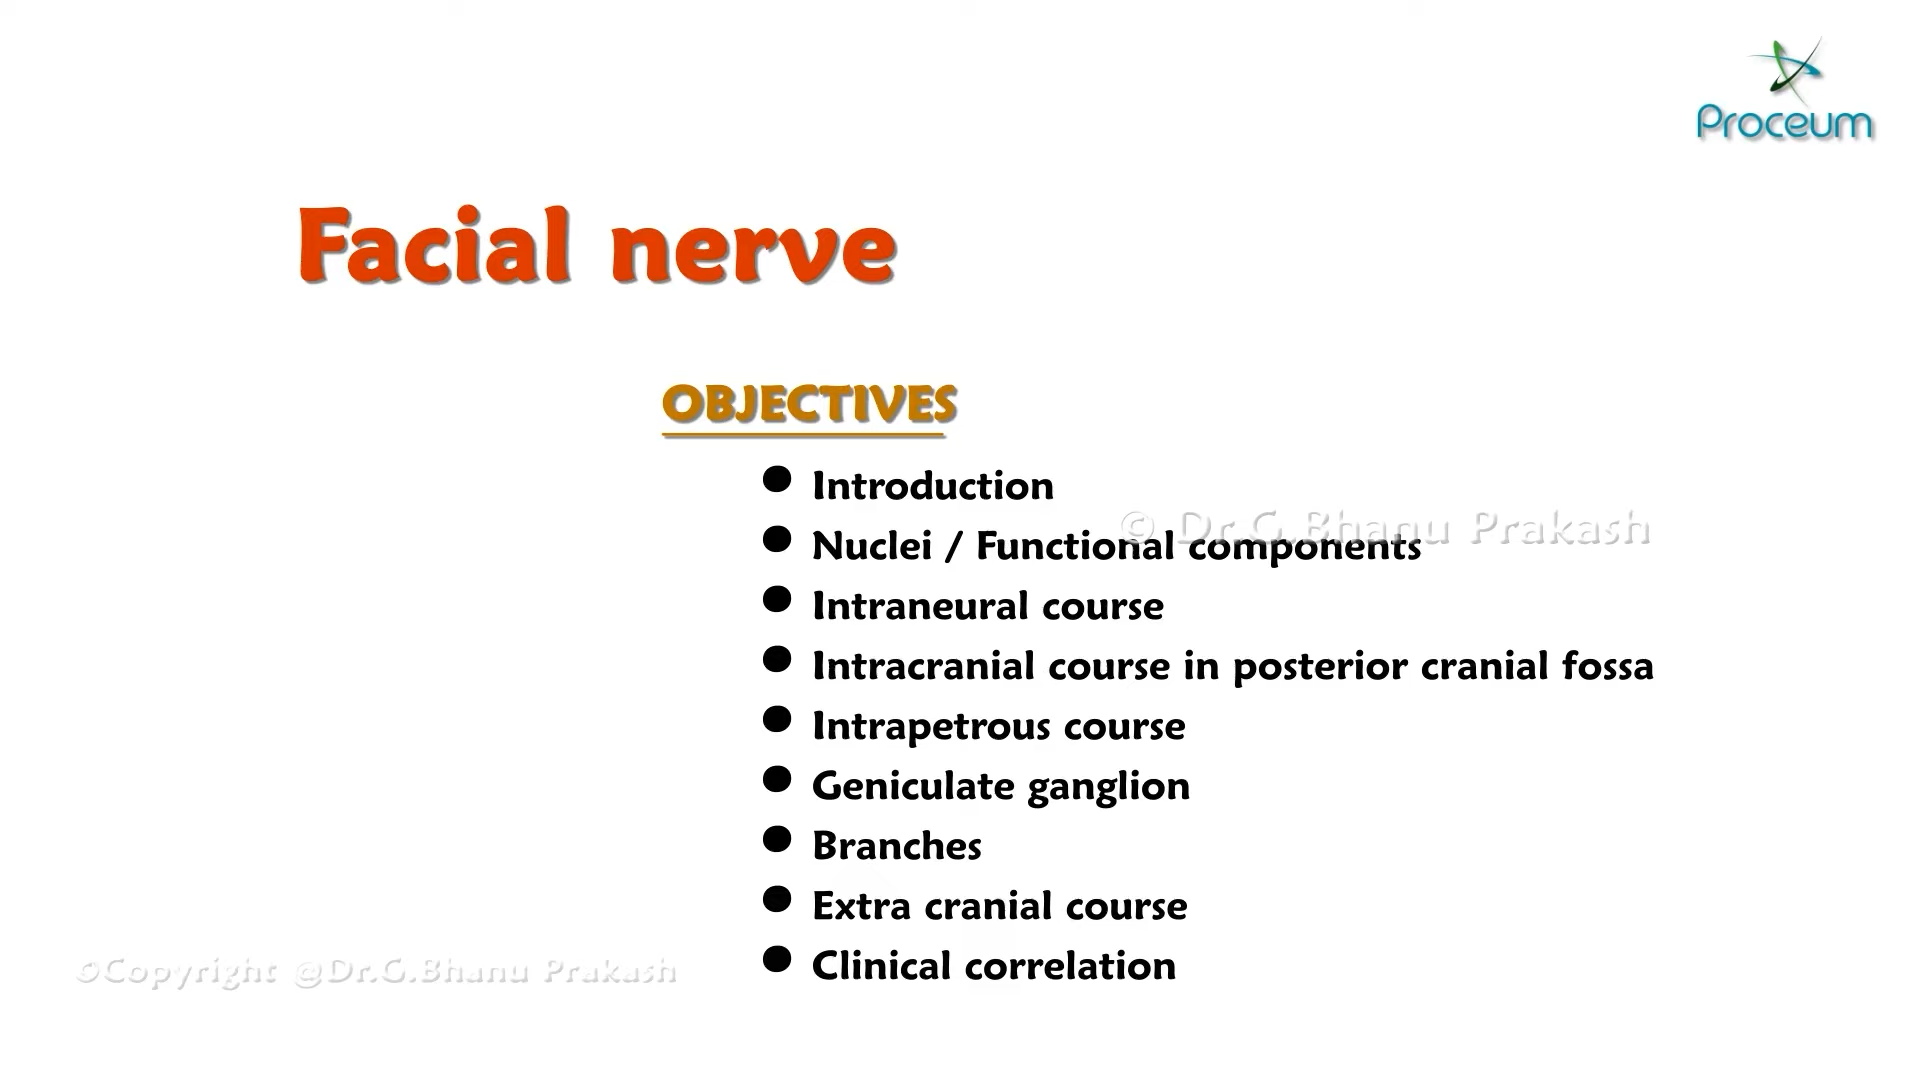 Proceum
Facial nerve
OBJECTIVES
● Introduction
© Dr.G.Bhanu Prakash
● Nuclei / Functional components
● Intraneural course
● Intracranial course in posterior cranial fossa
● Intrapetrous course
● Geniculate ganglion
● Branches
● Extra cranial course
● Clinical correlation
©Copyright @Dr.G.Bhanu Prakash